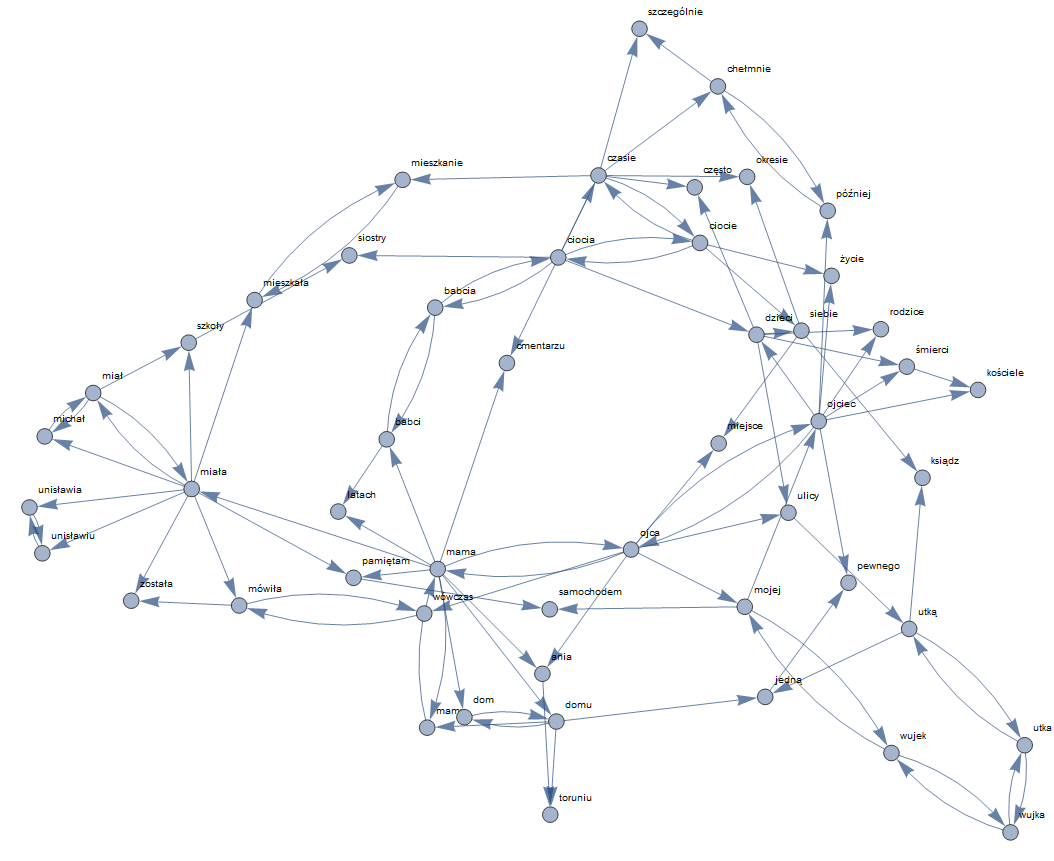 szczególnie
chełmnie
czasie
mieszkanie
często
okresie
później
siostry
ciocia
ciocie
życie
mieszkała
babcia
dzieci
siebie
rodzice
szkoły
cmentarzu
śmierci
kościele
miał
michał
babci
ojciec
miejsce
ksiądz
miała
unisławia
latach
ulicy
unisławiu
ojca
mama
pamiętam
pewnego
została
mówiła
wówczas
samochodem
mojej
utką
ania
jedną
mamy
dom
domu
wujek
utka
toruniu
wujka